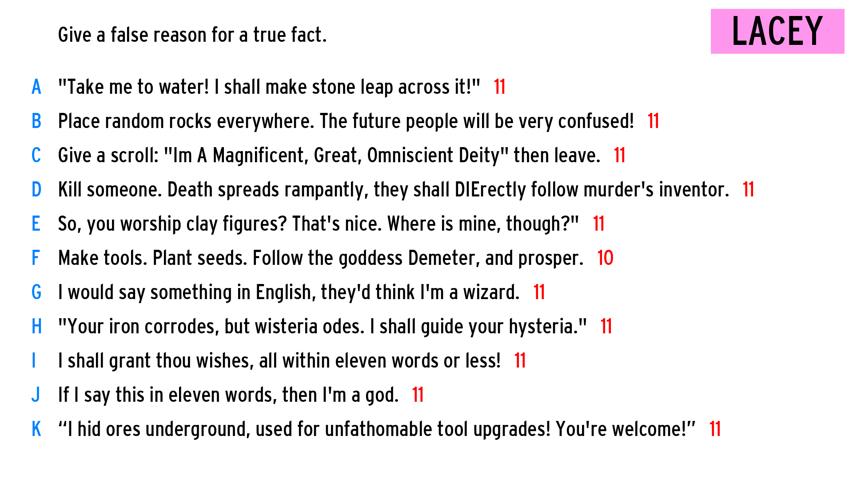 Give a false reason for a true fact.
LACEY
A "Take me to water! I shall make stone leap across it!" 11
B Place random rocks everywhere. The future people will be very confused! 11
C Give a scroll: "Im A Magnificent, Great, Omniscient Deity" then leave. 11
D Kill someone. Death spreads rampantly, they shall DIErectly follow murder's inventor. 11
E So, you worship clay figures? That's nice. Where is mine, though?" 11
F Make tools. Plant seeds. Follow the goddess Demeter, and prosper. 10
G I would say something in English, they'd think I'm a wizard. 11
H "Your iron corrodes, but wisteria odes. I shall guide your hysteria." 11
I I shall grant thou wishes, all within eleven words or less! 11
J If I say this in eleven words, then I'm a god. 11
K “I hid ores underground, used for unfathomable tool upgrades! You're welcome!” 11